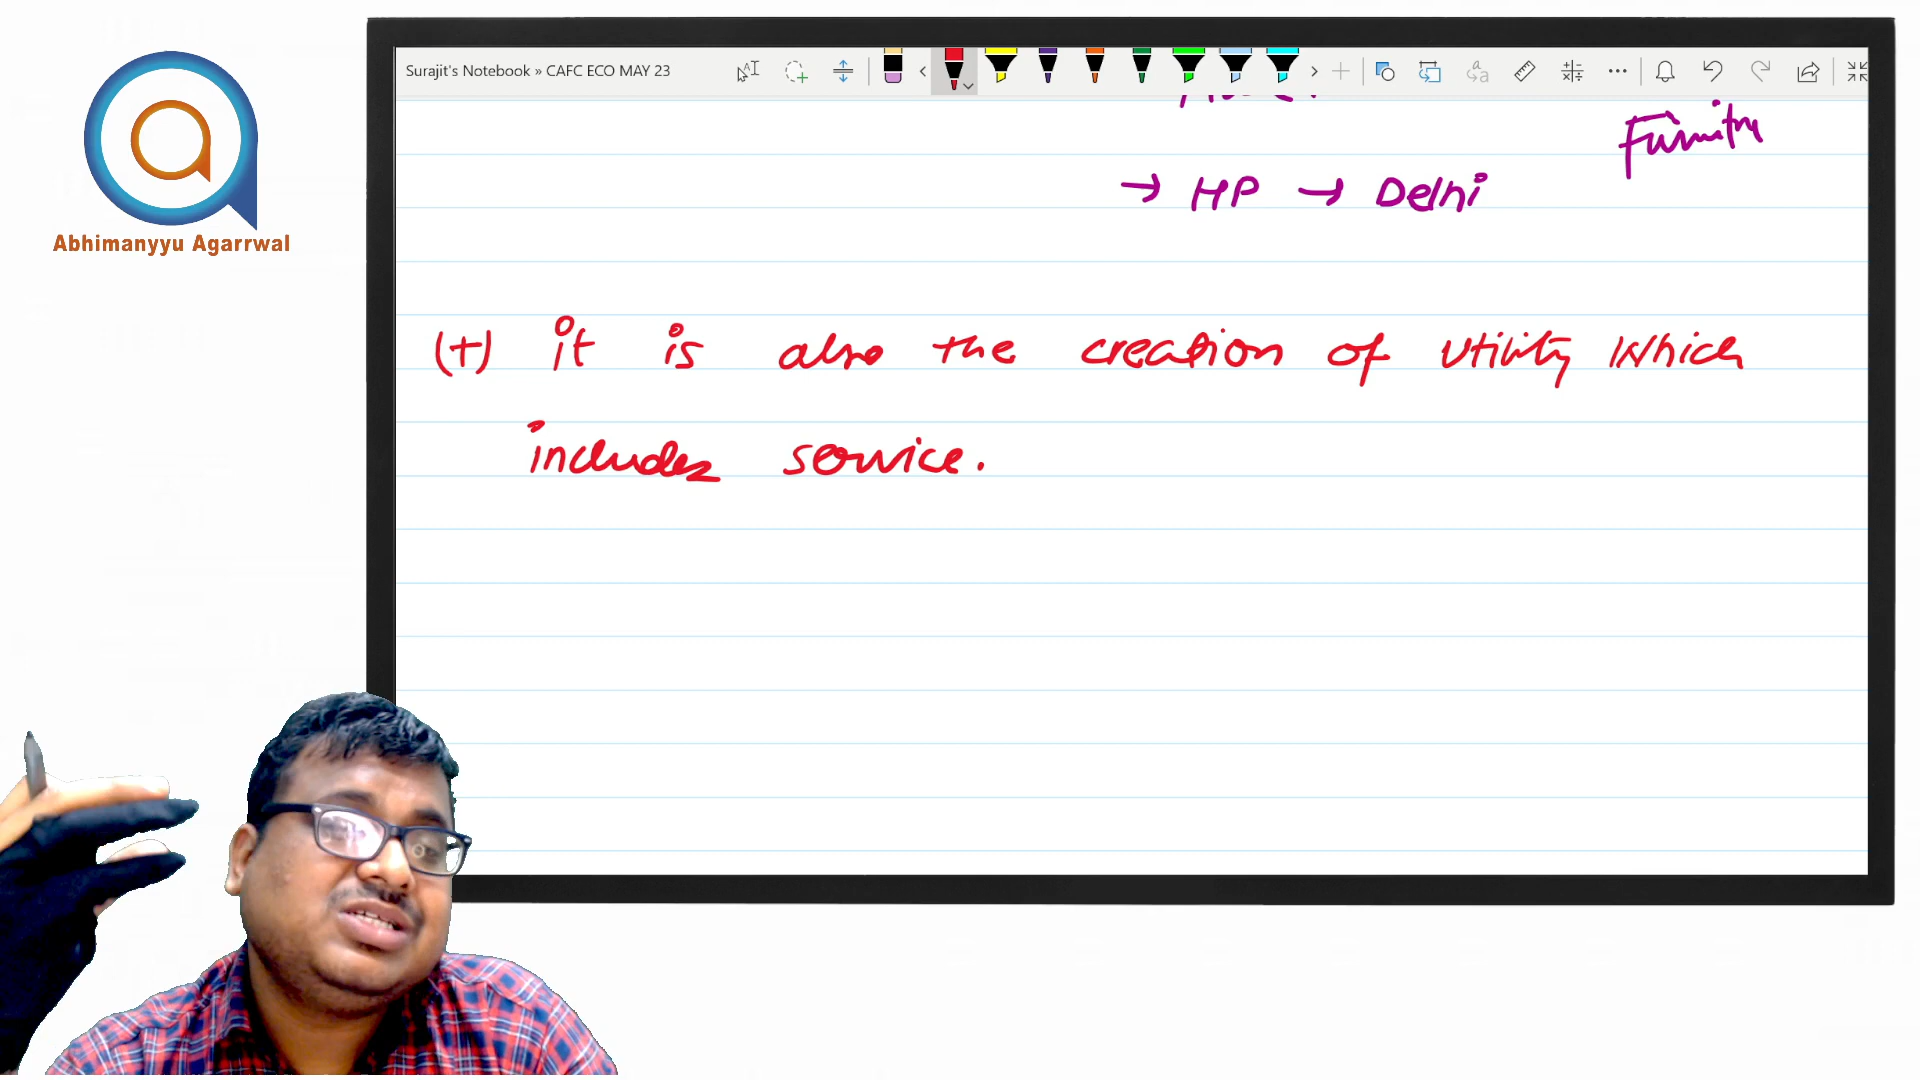 Surajit's Notebook » CAFC ECO MAY 23
Abhimanyyu Agarrwal
→ HP → Delhi
(+) it is also the creation of utility which
includes service.